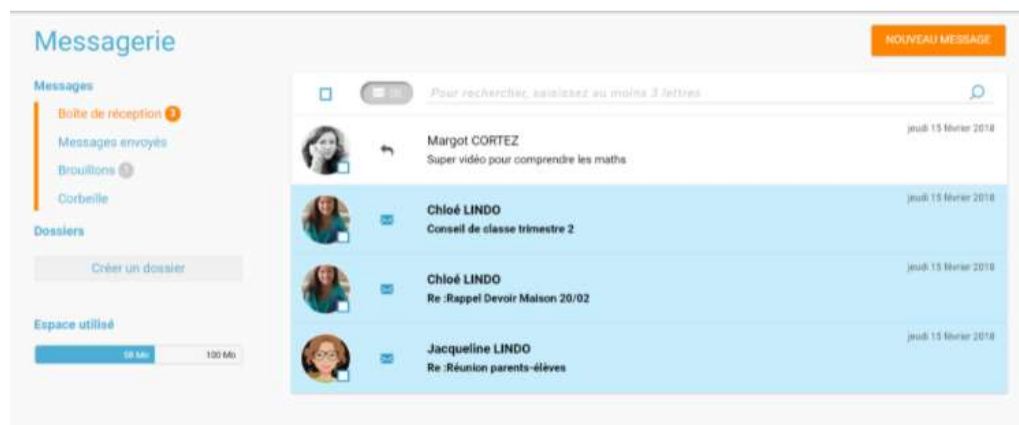 Messagerie
NOUVEAU MESSAGE
Messages
Boîte de réception 3
Messages envoyés
Brouillons
Corbeille
Dossiers
Créer un dossier
Espace utilisé
58 Mo 100 Mo
Pour rechercher, saisissez au moins 3 lettres
Margot CORTEZ
Super vidéo pour comprendre les maths
jeudi 15 février 2018
Chloé LINDO
Conseil de classe trimestre 2
jeudi 15 février 2018
Chloé LINDO
Re :Rappel Devoir Maison 20/02
jeudi 15 février 2018
Jacqueline LINDO
Re :Réunion parents-élèves
jeudi 15 février 2018